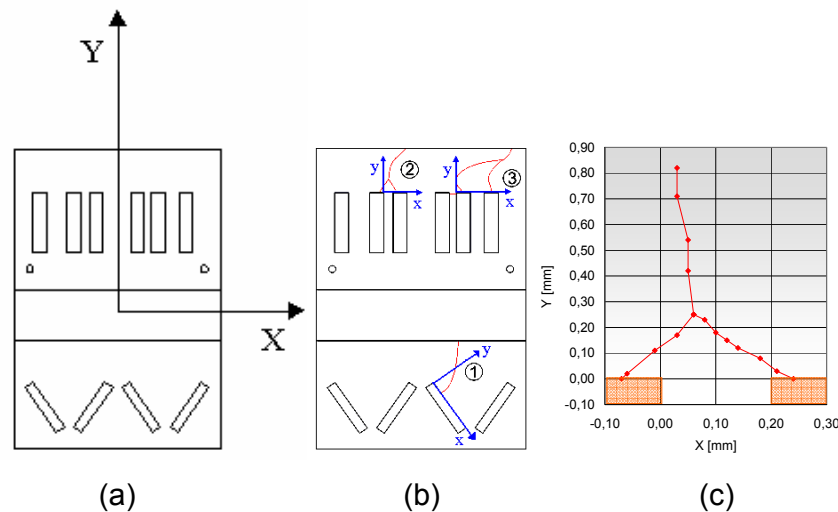 Y
X
(a)
y
②
y
③
x
x
①
y
x
(b)
0,90
0,80
0,70
0,60
0,50
0,40
0,30
0,20
0,10
0,00
-0,10
Y [mm]
-0,10 0,00 0,10 0,20 0,30
X [mm]
(c)